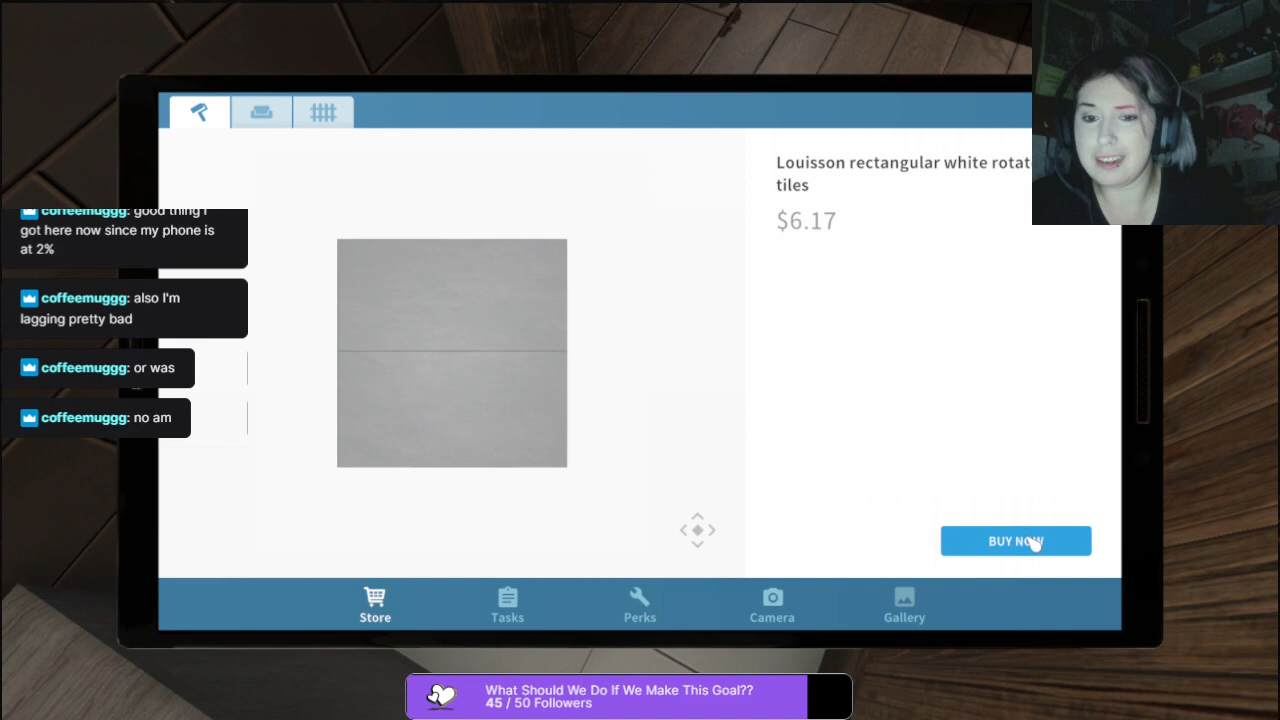 Louisson rectangular white
tiles
$6.17
coffeemuggg: good thing I
got here now since my phone is
at 2%
coffeemuggg: also I'm
lagging pretty bad
coffeemuggg: or was
coffeemuggg: no am
BUY NOW
Store
Tasks
Perks
Camera
Gallery
What Should We Do If We Make This Goal??
45 / 50 Followers